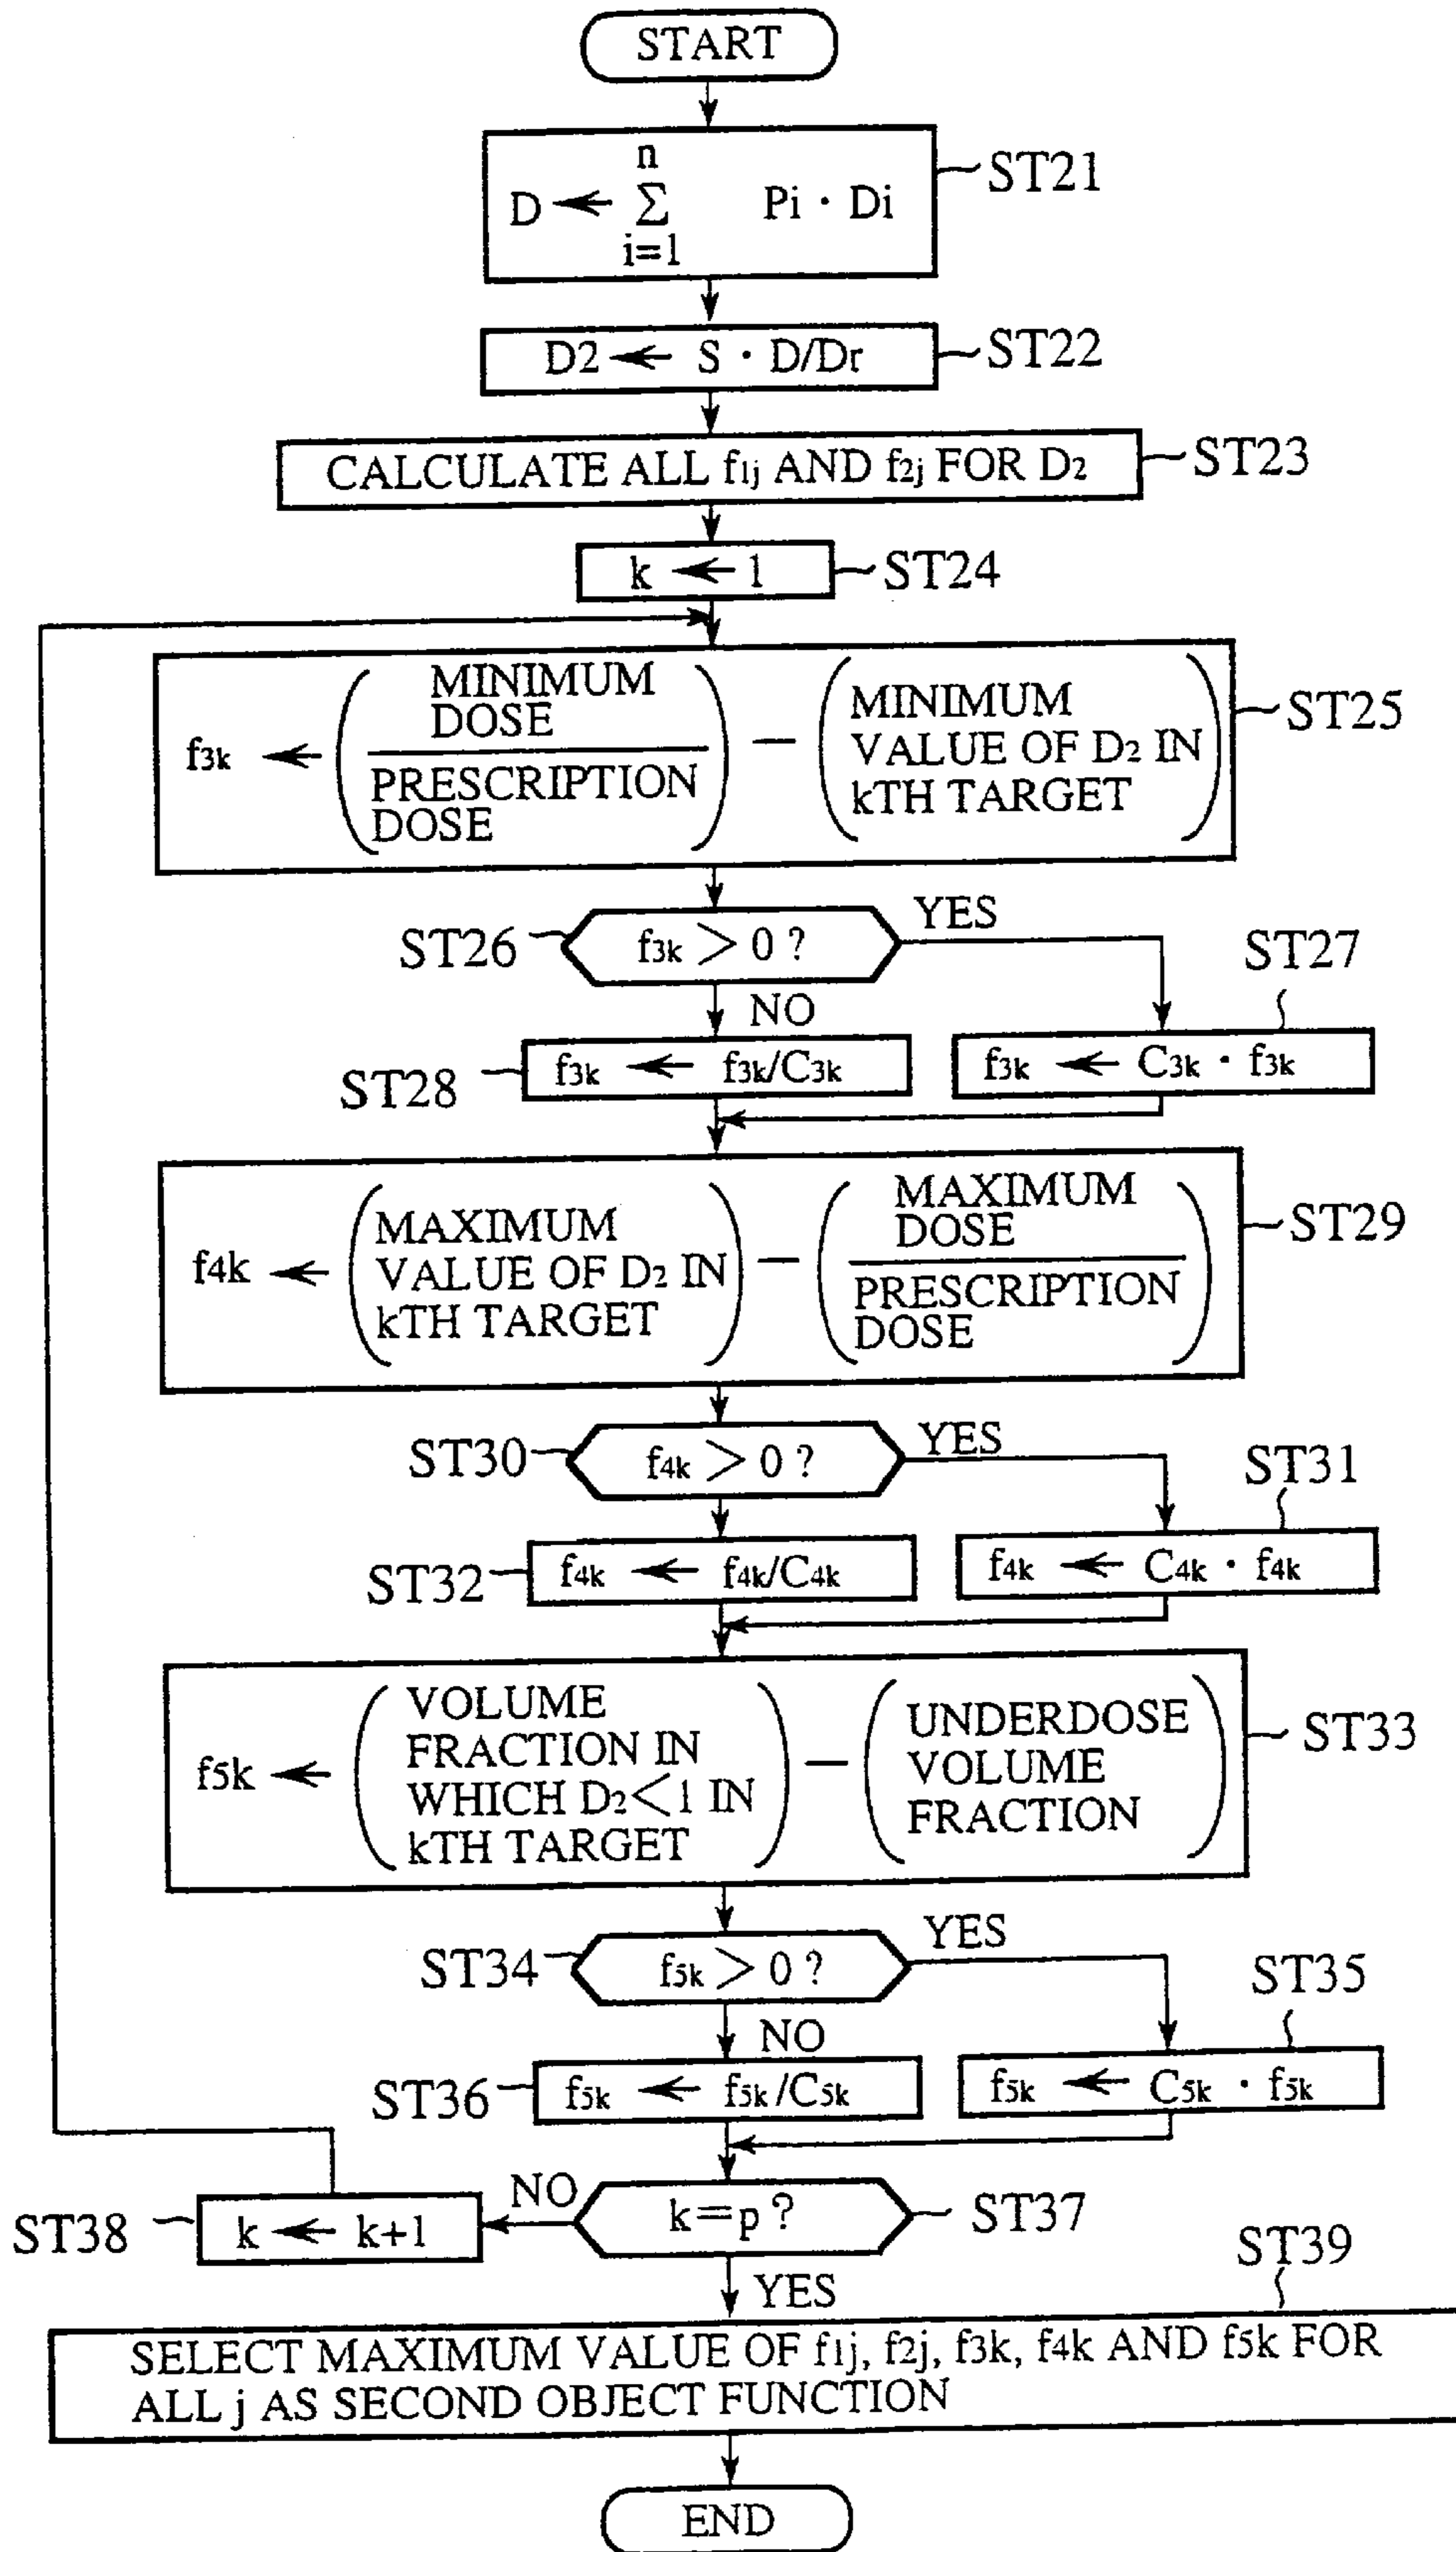 START
n
D ← Σ Pi · Di
i=1
ST21
D2 ← S · D/Dr
ST22
CALCULATE ALL f1j AND f2j FOR D2
ST23
k ← 1
ST24
f3k ← ( MINIMUM DOSE / PRESCRIPTION DOSE ) − ( MINIMUM VALUE OF D2 IN kTH TARGET )
ST25
ST26
f3k > 0 ?
YES
NO
ST27
ST28
f3k ← f3k/C3k
f3k ← C3k · f3k
f4k ← ( MAXIMUM VALUE OF D2 IN kTH TARGET ) − ( MAXIMUM DOSE / PRESCRIPTION DOSE )
ST29
ST30
f4k > 0 ?
YES
ST31
ST32
f4k ← f4k/C4k
f4k ← C4k · f4k
f5k ← ( VOLUME FRACTION IN WHICH D2<1 IN kTH TARGET ) − ( UNDERDOSE VOLUME FRACTION )
ST33
ST34
f5k > 0 ?
YES
NO
ST35
ST36
f5k ← f5k/C5k
f5k ← C5k · f5k
ST38
k ← k+1
NO
k=p ?
ST37
YES
ST39
SELECT MAXIMUM VALUE OF f1j, f2j, f3k, f4k AND f5k FOR
ALL j AS SECOND OBJECT FUNCTION
END